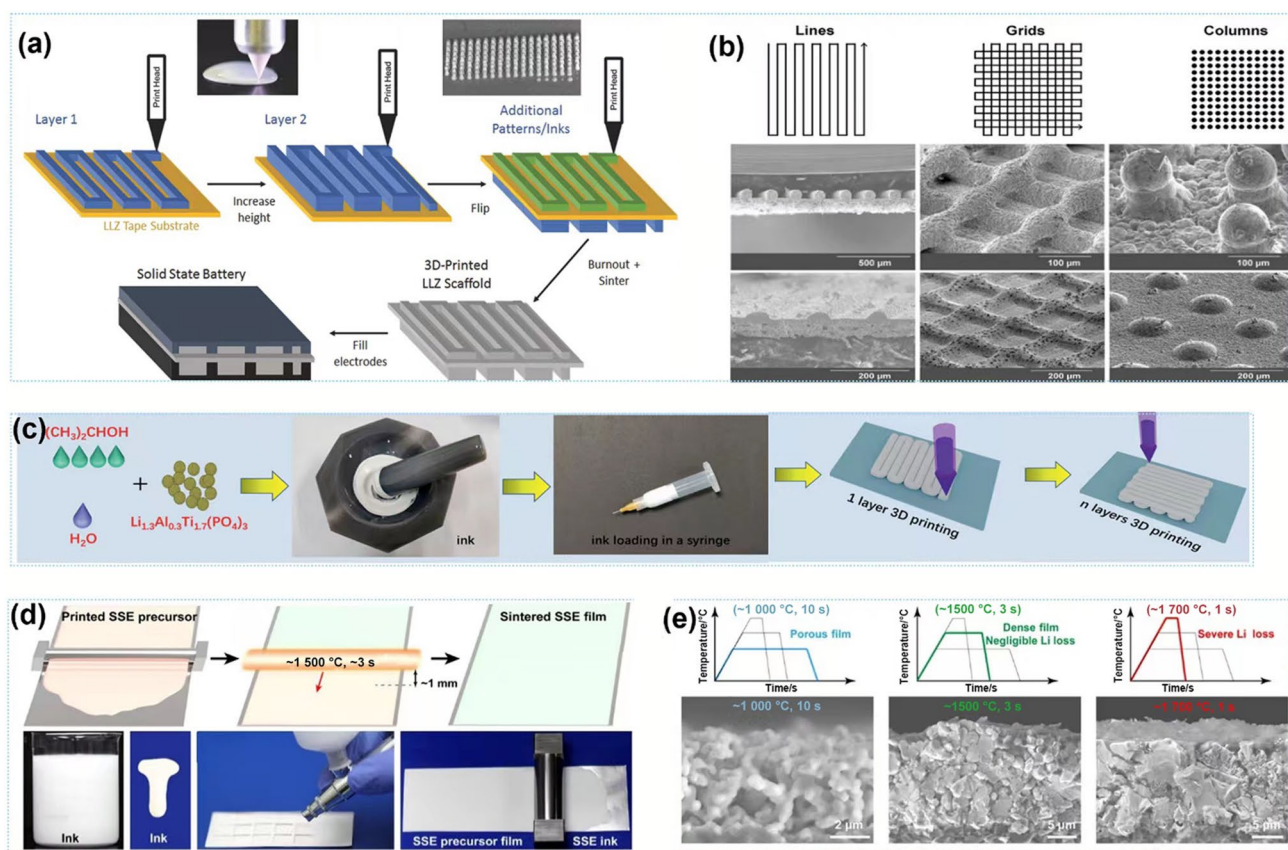 (a)
Print Head
Print Head
Print Head
Layer 1
Layer 2
Additional
Patterns/Inks
Increase
height
Flip
LLZ Tape Substrate
Burnout +
Sinter
3D-Printed
LLZ Scaffold
Solid State Battery
Fill
electrodes
(b)
Lines
Grids
Columns
500 μm
100 μm
100 μm
200 μm
200 μm
(c)
(CH₃)₂CHOH
+
H₂O
Li₁.₃Al₀.₃Ti₁.₇(PO₄)₃
ink
ink loading in a syringe
1 layer 3D printing
n layers 3D printing
(d)
Printed SSE precursor
~1 500 °C, ~3 s
~1 mm
Sintered SSE film
Ink
Ink
SSE precursor film
SSE ink
(e)
(~1 000 °C, 10 s)
Porous film
Temperature/°C
Time/s
(~1500 °C, 3 s)
Dense film
Negligible Li loss
Temperature/°C
Time/s
(~1 700 °C, 1 s)
Severe Li loss
Temperature/°C
Time/s
~1 000 °C, 10 s
~1500 °C, 3 s
~1 700 °C, 1 s
2 μm
5 μm
5 μm